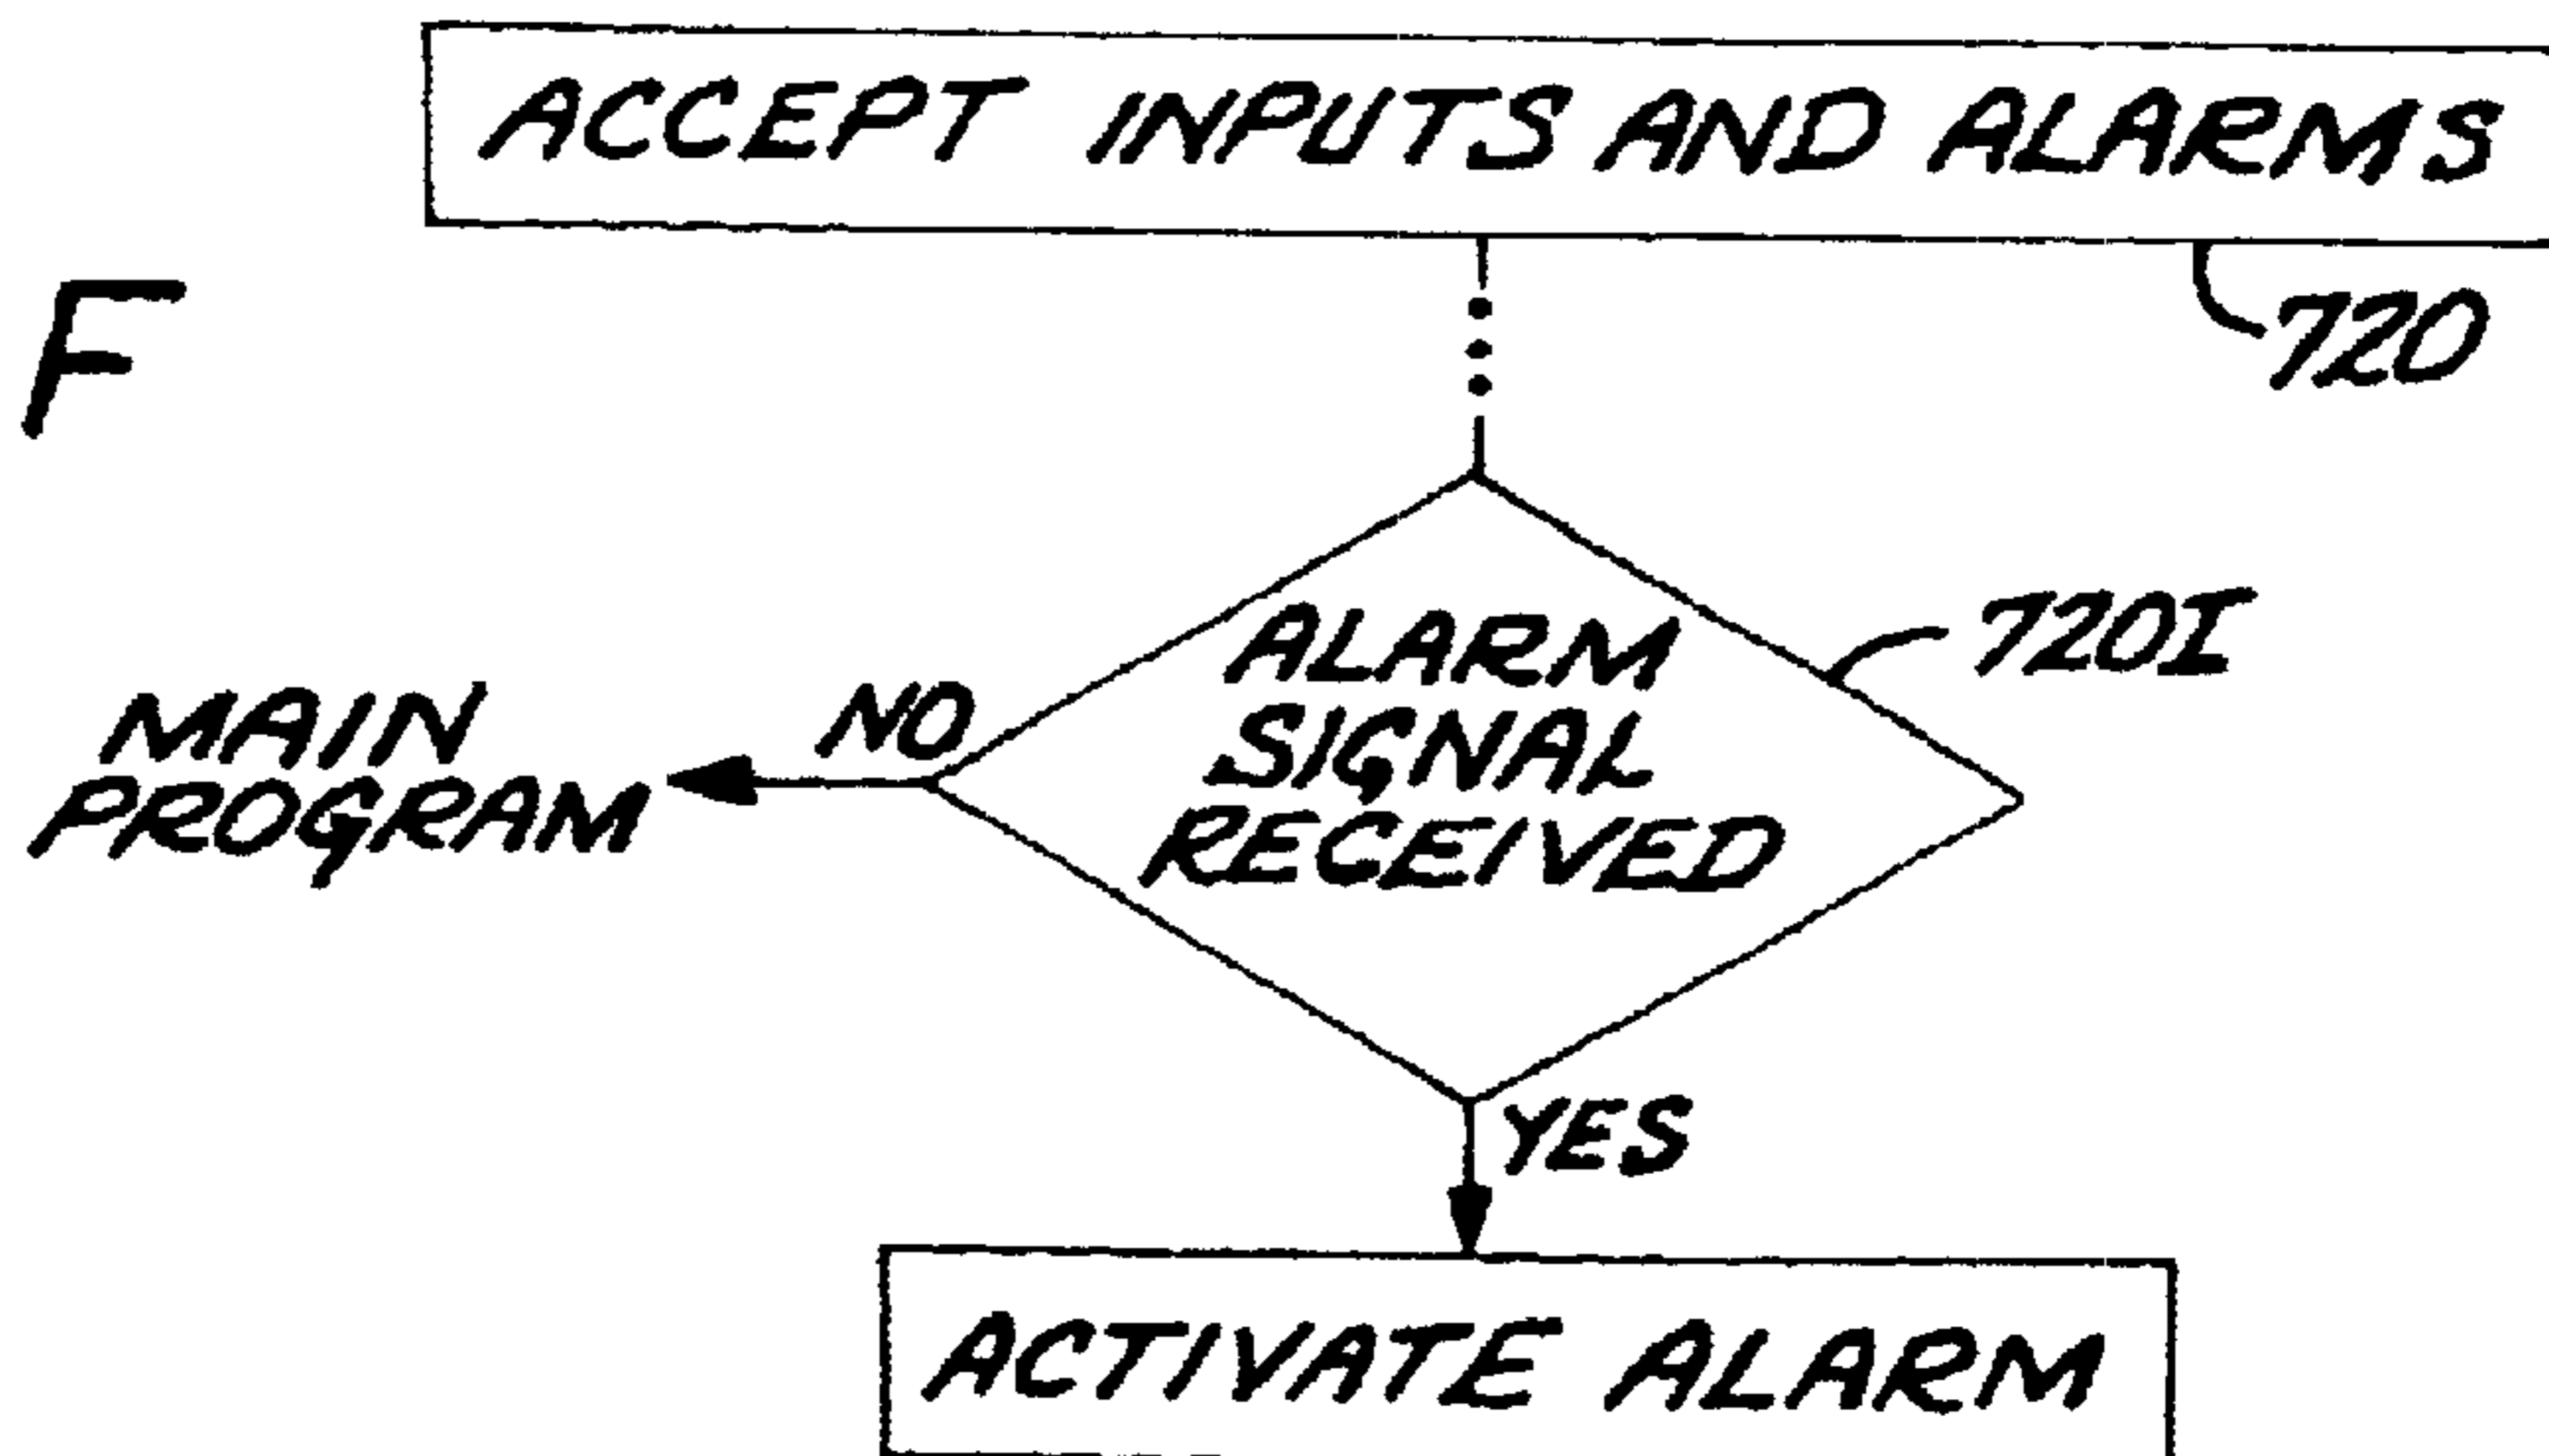 ACCEPT INPUTS AND ALARMS
F
720
720I
ALARM
SIGNAL
RECEIVED
NO
MAIN
PROGRAM
YES
ACTIVATE ALARM